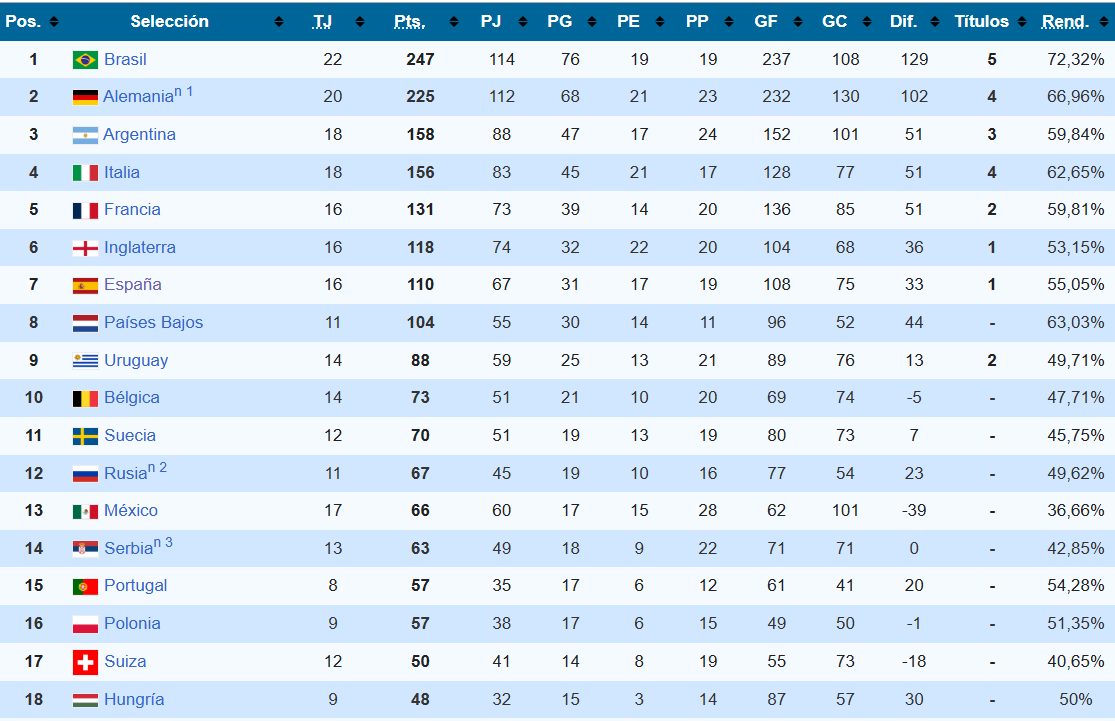 Pos. Selección TJ Pts. PJ PG PE PP GF GC Dif. Títulos Rend.
1 Brasil 22 247 114 76 19 19 237 108 129 5 72,32%
2 Alemania n 1 20 225 112 68 21 23 232 130 102 4 66,96%
3 Argentina 18 158 88 47 17 24 152 101 51 3 59,84%
4 Italia 18 156 83 45 21 17 128 77 51 4 62,65%
5 Francia 16 131 73 39 14 20 136 85 51 2 59,81%
6 Inglaterra 16 118 74 32 22 20 104 68 36 1 53,15%
7 España 16 110 67 31 17 19 108 75 33 1 55,05%
8 Países Bajos 11 104 55 30 14 11 96 52 44 - 63,03%
9 Uruguay 14 88 59 25 13 21 89 76 13 2 49,71%
10 Bélgica 14 73 51 21 10 20 69 74 -5 - 47,71%
11 Suecia 12 70 51 19 13 19 80 73 7 - 45,75%
12 Rusia n 2 11 67 45 19 10 16 77 54 23 - 49,62%
13 México 17 66 60 17 15 28 62 101 -39 - 36,66%
14 Serbia n 3 13 63 49 18 9 22 71 71 0 - 42,85%
15 Portugal 8 57 35 17 6 12 61 41 20 - 54,28%
16 Polonia 9 57 38 17 6 15 49 50 -1 - 51,35%
17 Suiza 12 50 41 14 8 19 55 73 -18 - 40,65%
18 Hungría 9 48 32 15 3 14 87 57 30 - 50%